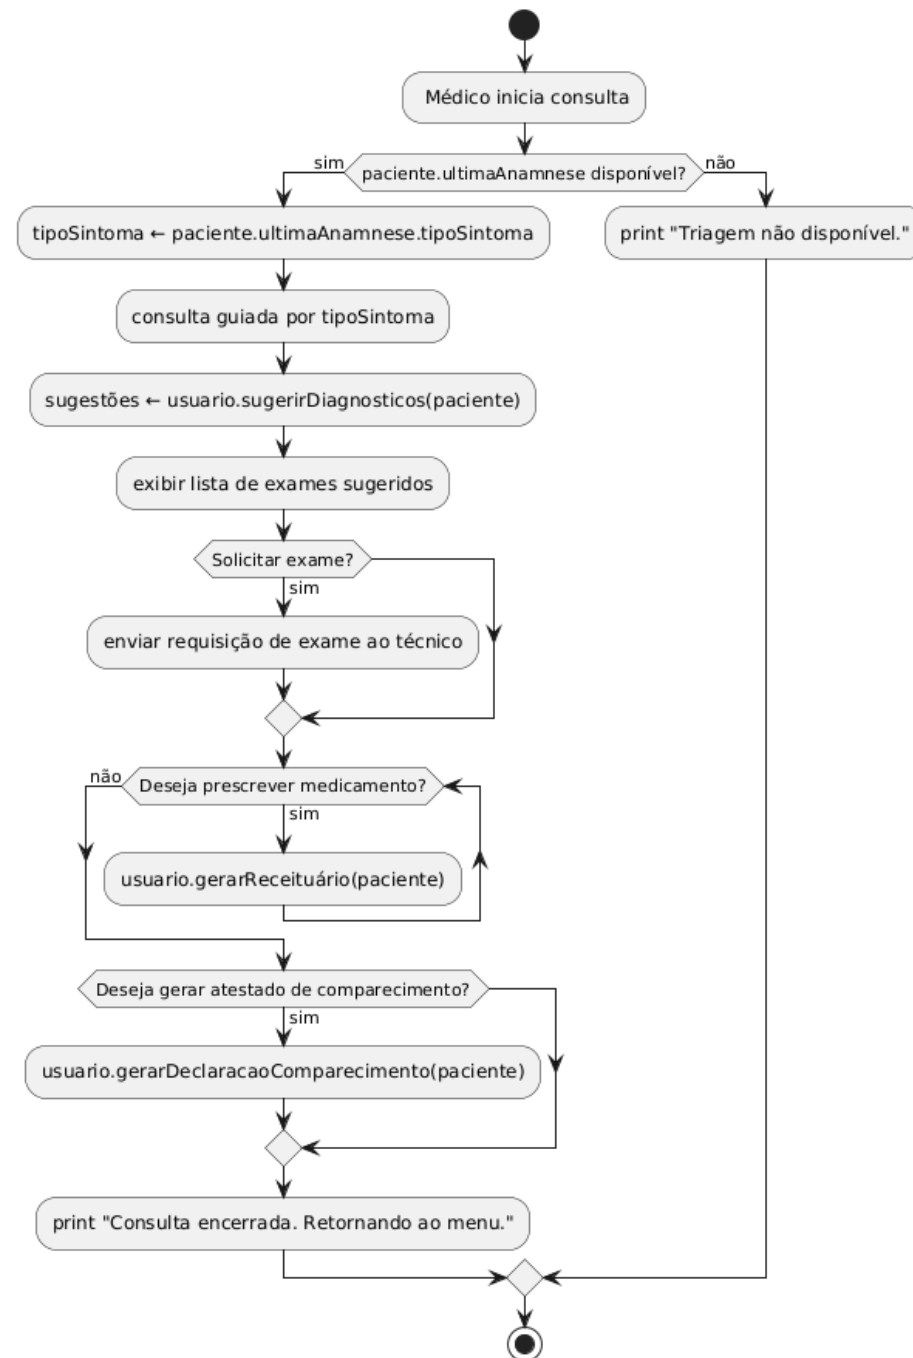 Médico inicia consulta
sim
paciente.ultimaAnamnese disponível?
não
tipoSintoma ← paciente.ultimaAnamnese.tipoSintoma
print "Triagem não disponível."
consulta guiada por tipoSintoma
sugestões ← usuario.sugerirDiagnosticos(paciente)
exibir lista de exames sugeridos
Solicitar exame?
sim
enviar requisição de exame ao técnico
não
Deseja prescrever medicamento?
sim
usuario.gerarReceituário(paciente)
Deseja gerar atestado de comparecimento?
sim
usuario.gerarDeclaracaoComparecimento(paciente)
print "Consulta encerrada. Retornando ao menu."